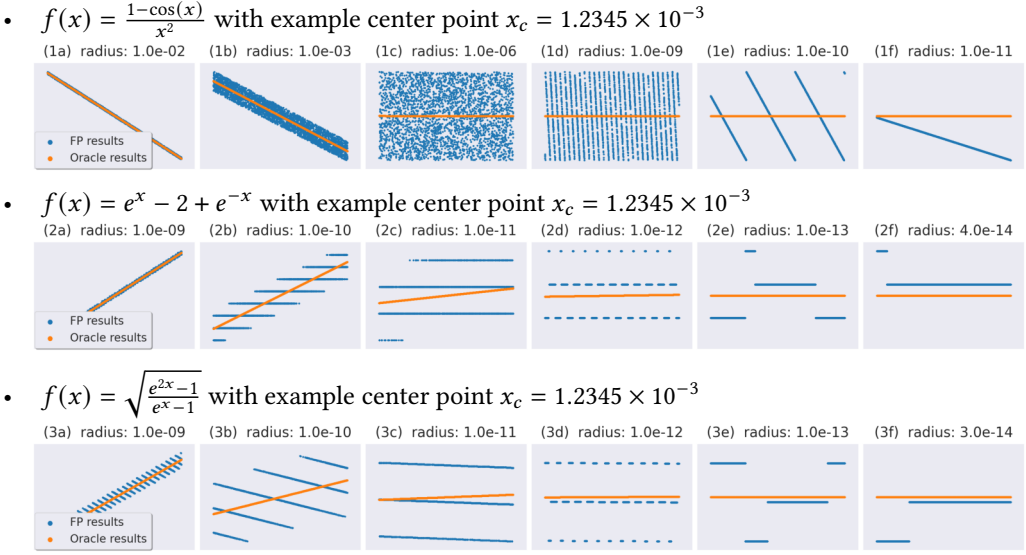 • f(x) = 1−cos(x) / x² with example center point x_c = 1.2345 × 10⁻³
(1a) radius: 1.0e-02 (1b) radius: 1.0e-03 (1c) radius: 1.0e-06 (1d) radius: 1.0e-09 (1e) radius: 1.0e-10 (1f) radius: 1.0e-11
FP results
Oracle results
• f(x) = eˣ − 2 + e⁻ˣ with example center point x_c = 1.2345 × 10⁻³
(2a) radius: 1.0e-09 (2b) radius: 1.0e-10 (2c) radius: 1.0e-11 (2d) radius: 1.0e-12 (2e) radius: 1.0e-13 (2f) radius: 4.0e-14
FP results
Oracle results
• f(x) = √(e²ˣ−1 / eˣ−1) with example center point x_c = 1.2345 × 10⁻³
(3a) radius: 1.0e-09 (3b) radius: 1.0e-10 (3c) radius: 1.0e-11 (3d) radius: 1.0e-12 (3e) radius: 1.0e-13 (3f) radius: 3.0e-14
FP results
Oracle results